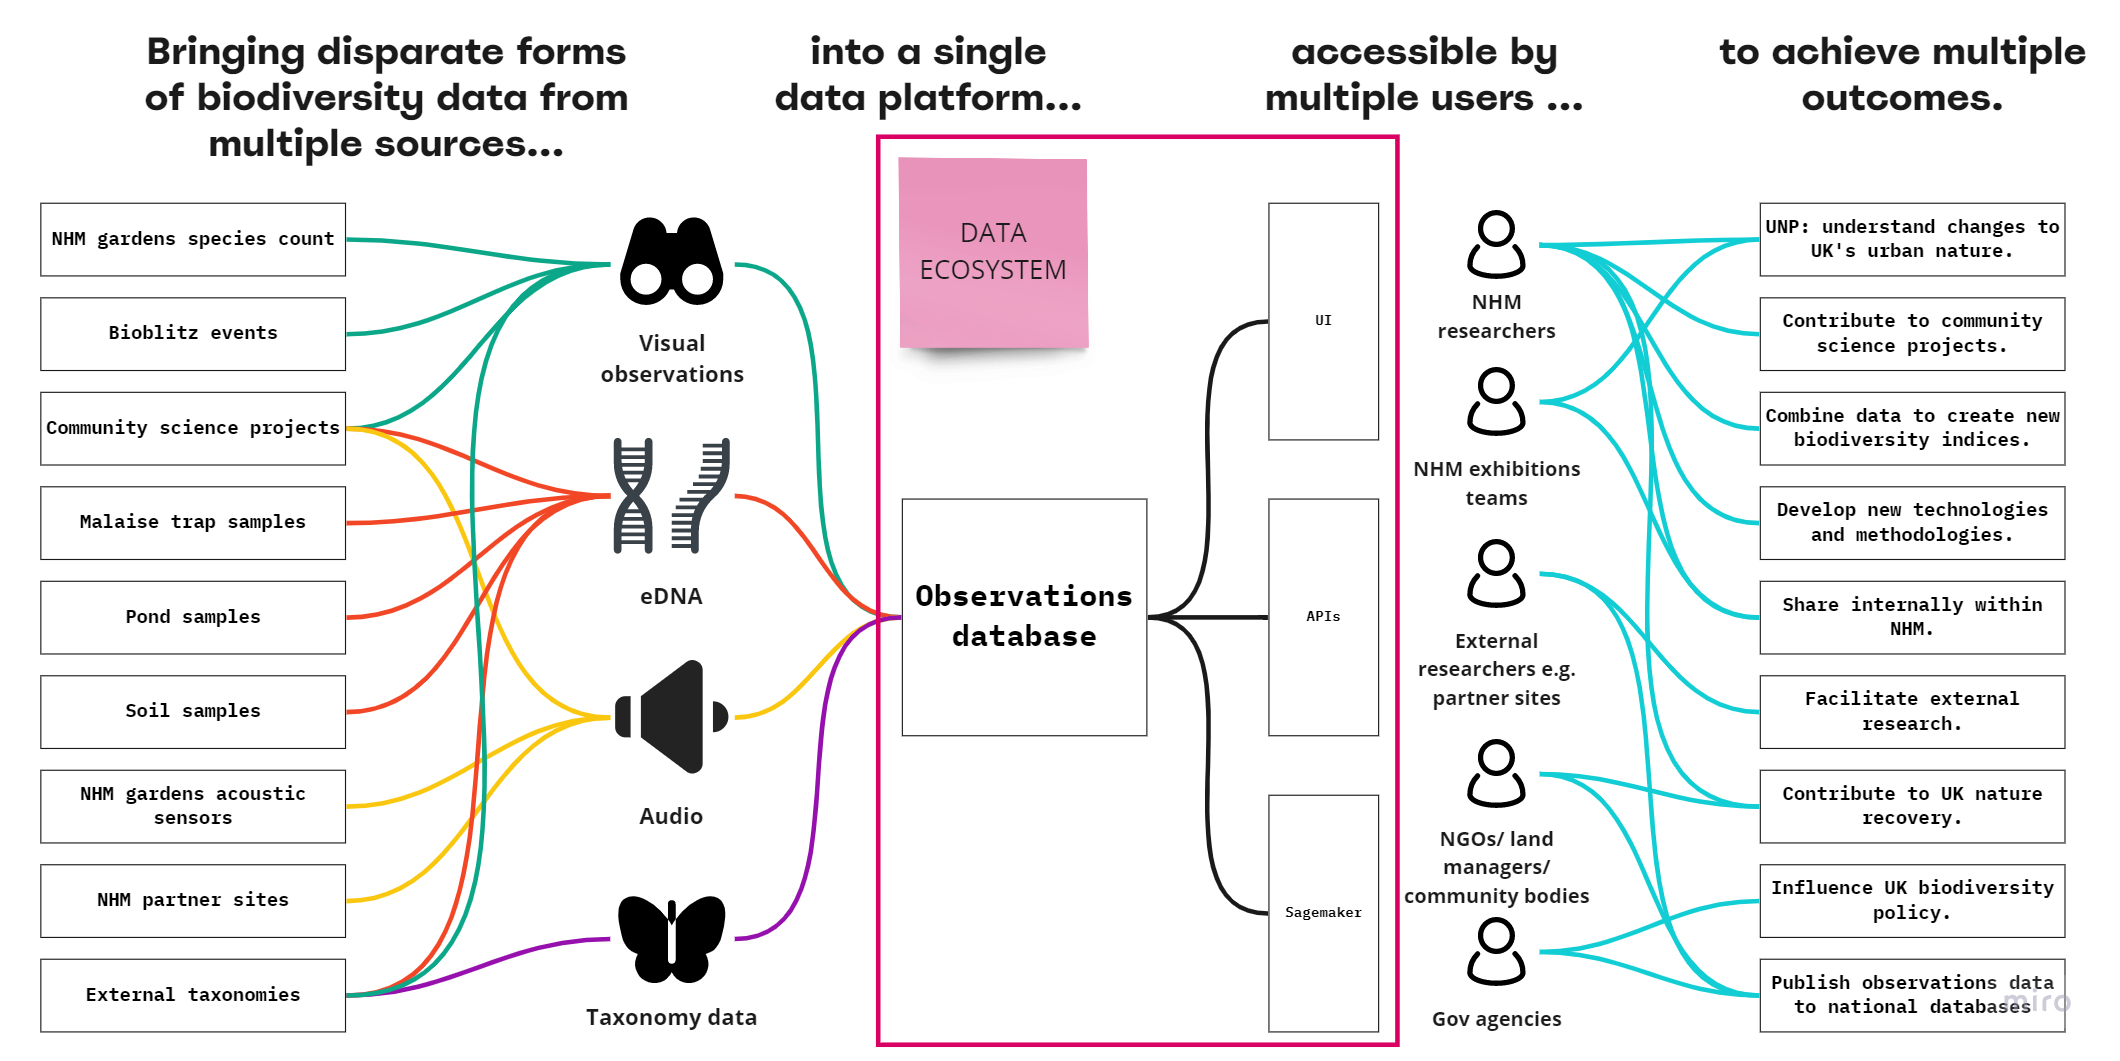 Bringing disparate forms
of biodiversity data from
multiple sources...
into a single
data platform...
accessible by
multiple users ...
to achieve multiple
outcomes.
NHM gardens species count
Bioblitz events
Community science projects
Malaise trap samples
Pond samples
Soil samples
NHM gardens acoustic
sensors
NHM partner sites
External taxonomies
Visual
observations
eDNA
Audio
Taxonomy data
DATA
ECOSYSTEM
Observations
database
UI
APIs
Sagemaker
NHM
researchers
NHM exhibitions
teams
External
researchers e.g.
partner sites
NGOs/ land
managers/
community bodies
Gov agencies
UNP: understand changes to
UK's urban nature.
Contribute to community
science projects.
Combine data to create new
biodiversity indices.
Develop new technologies
and methodologies.
Share internally within
NHM.
Facilitate external
research.
Contribute to UK nature
recovery.
Influence UK biodiversity
policy.
Publish observations data
to national databases
miro